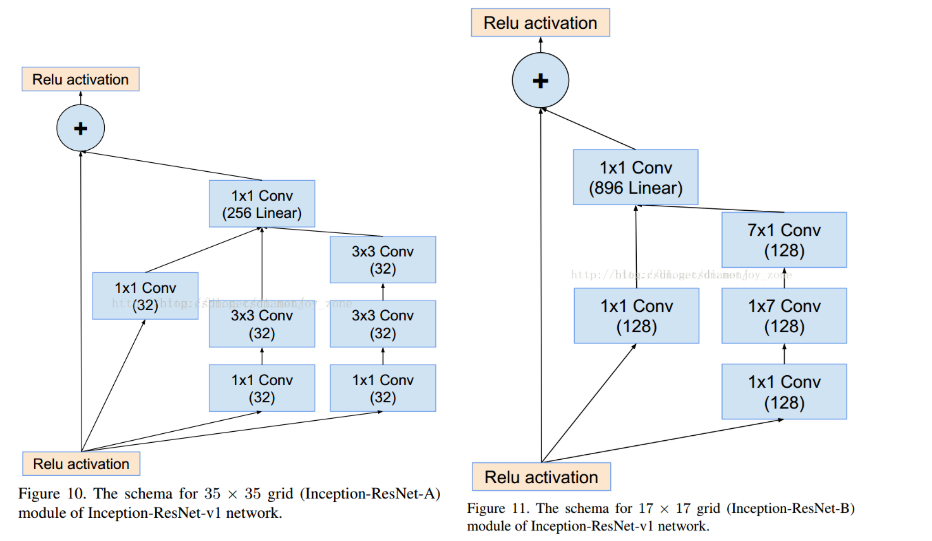 Relu activation
+
1x1 Conv
(256 Linear)
3x3 Conv
(32)
1x1 Conv
(32)
3x3 Conv
(32)
3x3 Conv
(32)
1x1 Conv
(32)
1x1 Conv
(32)
Relu activation
Figure 10. The schema for 35 × 35 grid (Inception-ResNet-A)
module of Inception-ResNet-v1 network.
Relu activation
+
1x1 Conv
(896 Linear)
7x1 Conv
(128)
1x1 Conv
(128)
1x7 Conv
(128)
1x1 Conv
(128)
Relu activation
Figure 11. The schema for 17 × 17 grid (Inception-ResNet-B)
module of Inception-ResNet-v1 network.